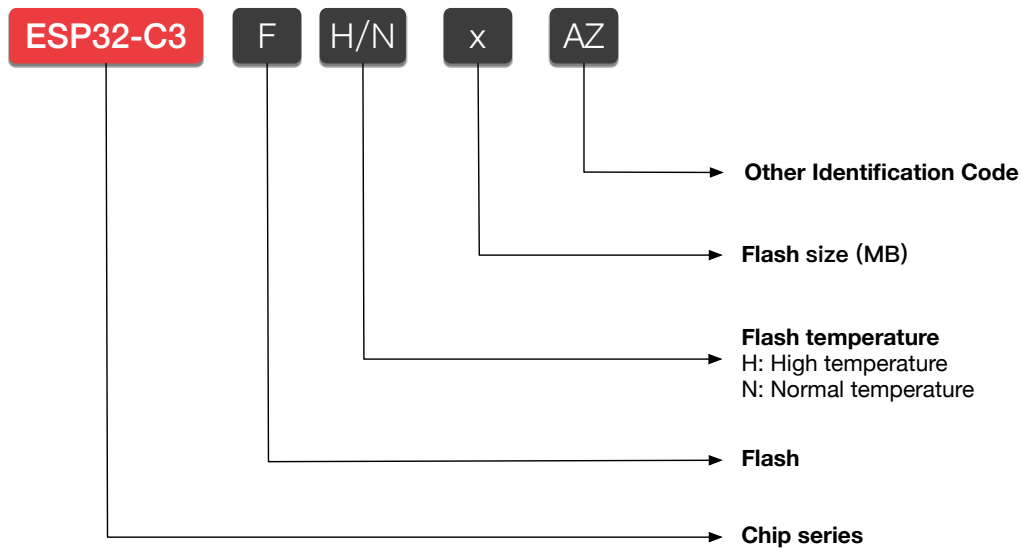 ESP32-C3 F H/N x AZ
Other Identification Code
Flash size (MB)
Flash temperature
H: High temperature
N: Normal temperature
Flash
Chip series